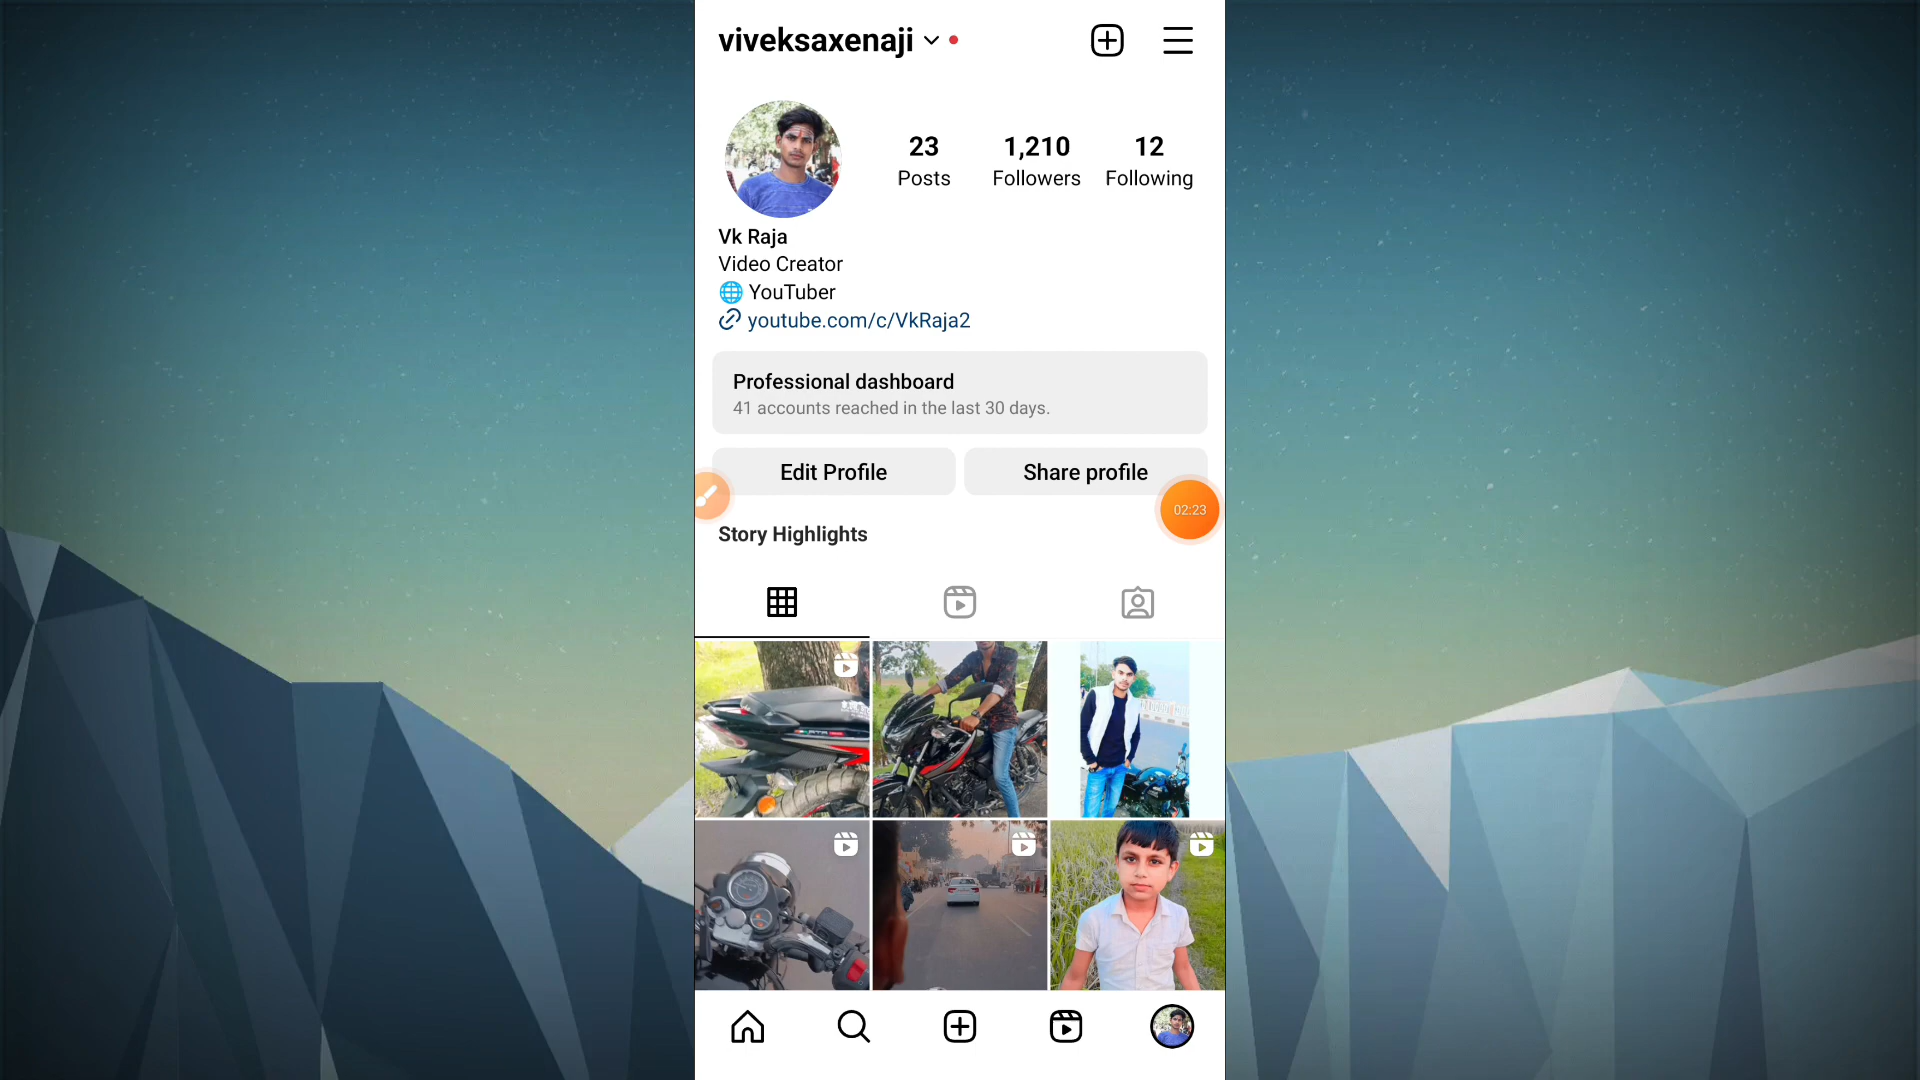 viveksaxenaji
23 1,210 12
Posts Followers Following
Vk Raja
Video Creator
🌐 YouTuber
youtube.com/c/VkRaja2
Professional dashboard
41 accounts reached in the last 30 days.
Edit Profile Share profile
02:23
Story Highlights